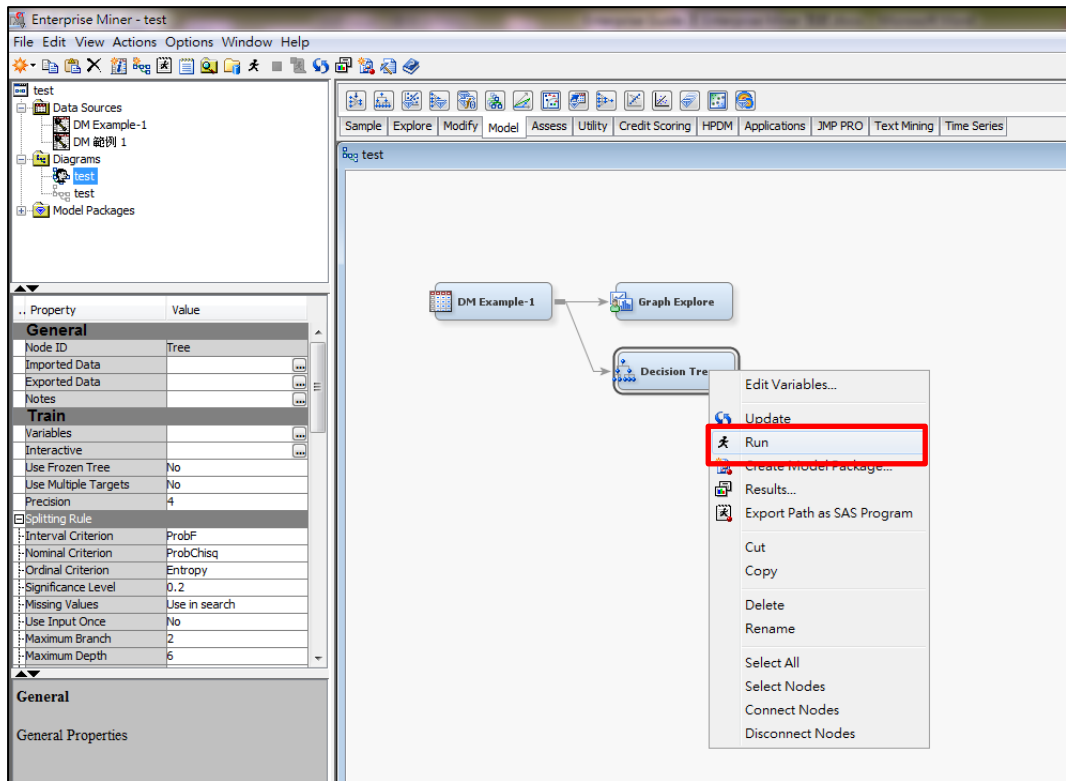 Enterprise Miner - test
File Edit View Actions Options Window Help
test
Data Sources
DM Example-1
DM 範例 1
Diagrams
test
test
Model Packages
Sample Explore Modify Model Assess Utility Credit Scoring HPDM Applications JMP PRO Text Mining Time Series
test
DM Example-1
Graph Explore
Decision Tre
Edit Variables...
Update
Run
Create Model Package...
Results...
Export Path as SAS Program
Cut
Copy
Delete
Rename
Select All
Select Nodes
Connect Nodes
Disconnect Nodes
.. Property Value
General
Node ID Tree
Imported Data ...
Exported Data ...
Notes ...
Train
Variables ...
Interactive ...
Use Frozen Tree No
Use Multiple Targets No
Precision 4
Splitting Rule
Interval Criterion ProbF
Nominal Criterion ProbChisq
Ordinal Criterion Entropy
Significance Level 0.2
Missing Values Use in search
Use Input Once No
Maximum Branch 2
Maximum Depth 6
General
General Properties